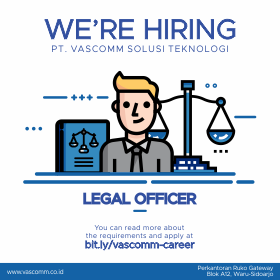 WE'RE HIRING
PT. VASCOMM SOLUSI TEKNOLOGI
LEGAL OFFICER
You can read more about
the requirements and apply at
bit.ly/vascomm-career
www.vascomm.co.id
Perkantoran Ruko Gateway
Blok A12, Waru-Sidoarjo